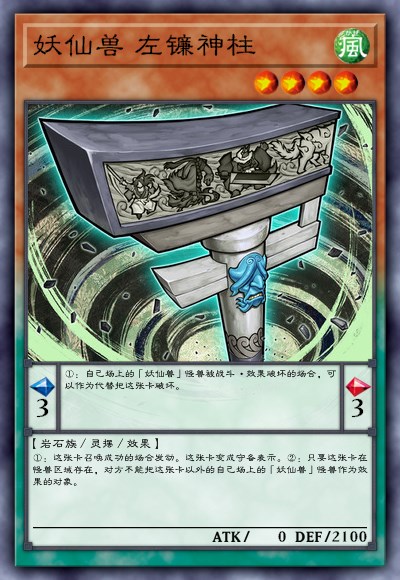 妖仙兽 左镰神柱
風
①：自己场上的「妖仙兽」怪兽被战斗·效果破坏的场合，可
以作为代替把这张卡破坏。
3
3
【岩石族／灵摆／效果】
①：这张卡召唤成功的场合发动。这张卡变成守备表示。②：只要这张卡在
怪兽区域存在，对方不能把这张卡以外的自己场上的「妖仙兽」怪兽作为效
果的对象。
ATK/ 0 DEF/2100